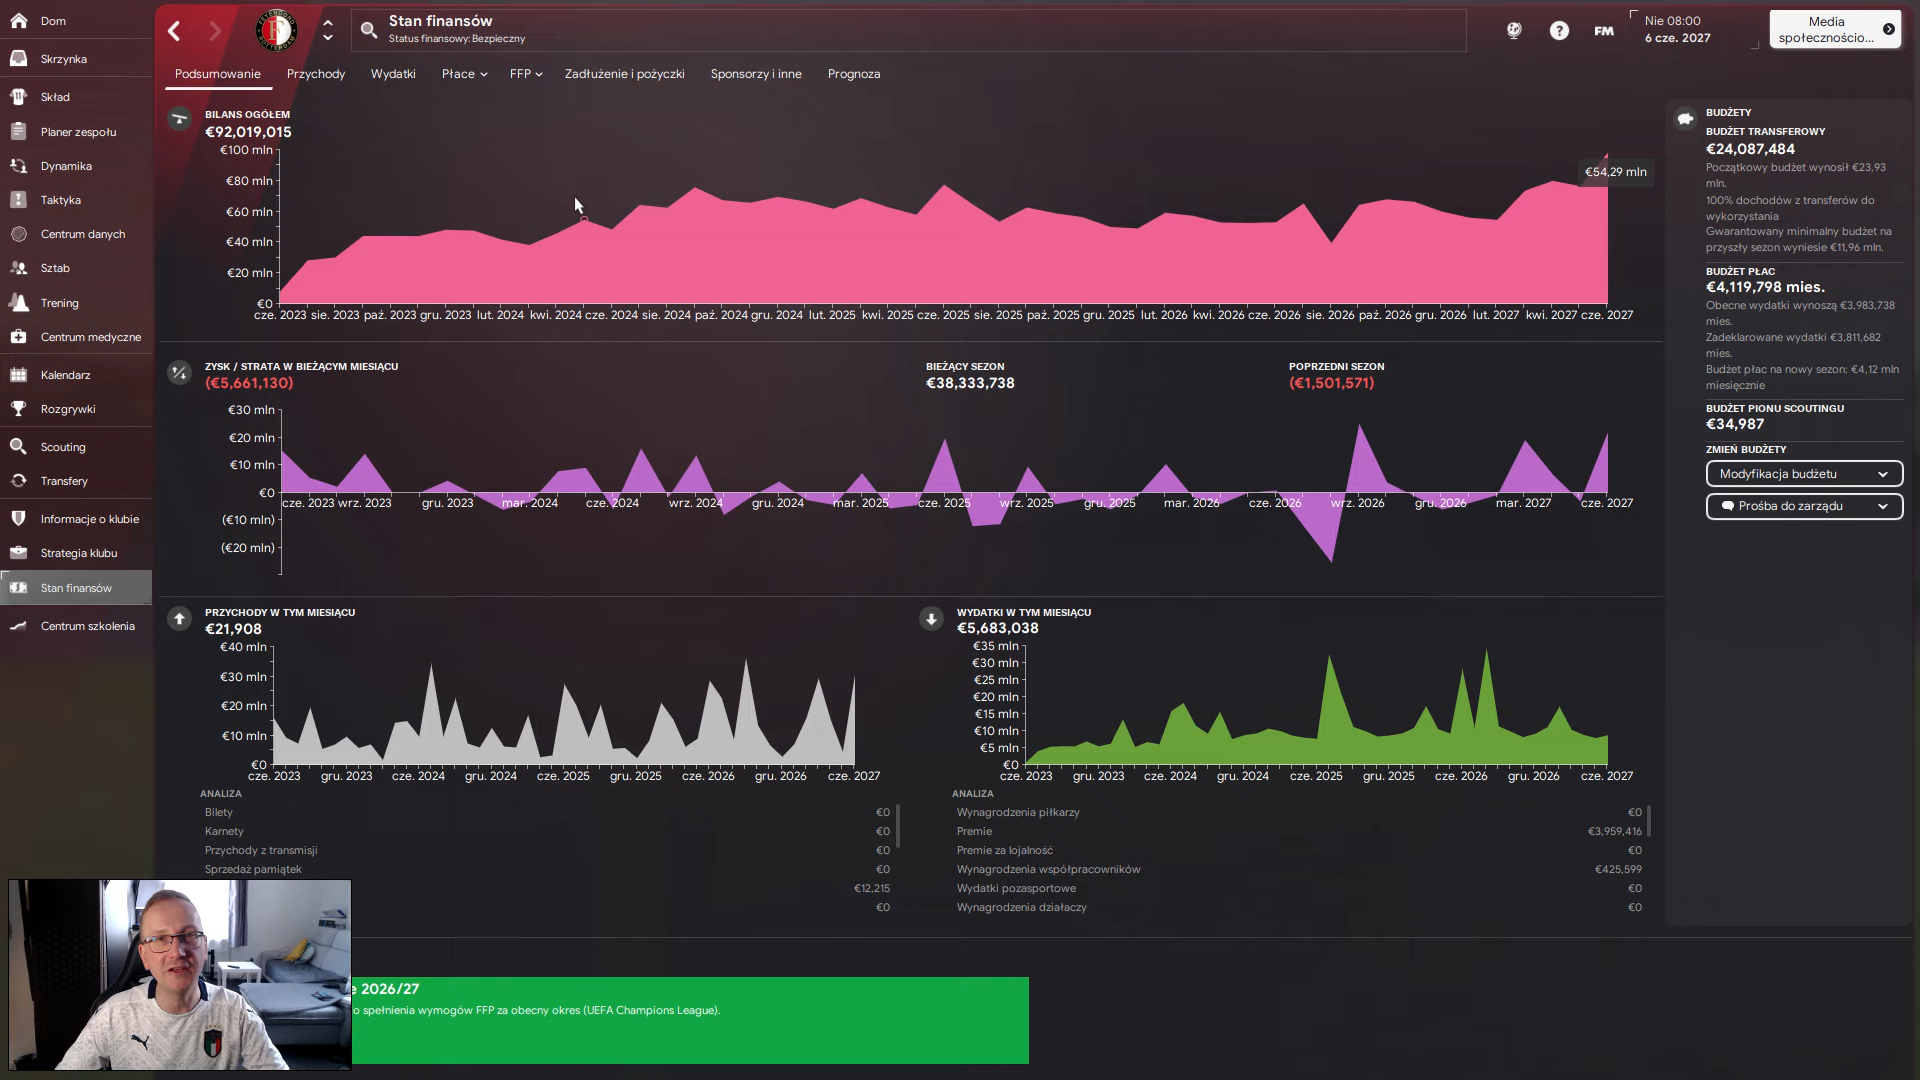 Dom
Skrzynka
Skład
Planer zespołu
Dynamika
Taktyka
Centrum danych
Sztab
Trening
Centrum medyczne
Kalendarz
Rozgrywki
Scouting
Transfery
Informacje o klubie
Strategia klubu
Stan finansów
Centrum szkolenia
Stan finansów
Status finansowy: Bezpieczny
FM
Nie 08:00
6 cze. 2027
Media
społecznościo...
Podsumowanie
Przychody
Wydatki
Płace
FFP
Zadłużenie i pożyczki
Sponsorzy i inne
Prognoza
BILANS OGÓŁEM
€92,019,015
€100 mln
€80 mln
€60 mln
€40 mln
€20 mln
€0
€54,29 mln
cze. 2023 sie. 2023 paź. 2023 gru. 2023 lut. 2024 kwi. 2024 cze. 2024 sie. 2024 paź. 2024 gru. 2024 lut. 2025 kwi. 2025 cze. 2025 sie. 2025 paź. 2025 gru. 2025 lut. 2026 kwi. 2026 cze. 2026 sie. 2026 paź. 2026 gru. 2026 lut. 2027 kwi. 2027 cze. 2027
ZYSK / STRATA W BIEŻĄCYM MIESIĄCU
(€5,661,130)
BIEŻĄCY SEZON
€38,333,738
POPRZEDNI SEZON
(€1,501,571)
€30 mln
€20 mln
€10 mln
€0
(€10 mln)
(€20 mln)
cze. 2023 wrz. 2023 gru. 2023 mar. 2024 cze. 2024 wrz. 2024 gru. 2024 mar. 2025 cze. 2025 wrz. 2025 gru. 2025 mar. 2026 cze. 2026 wrz. 2026 gru. 2026 mar. 2027 cze. 2027
PRZYCHODY W TYM MIESIĄCU
€21,908
€40 mln
€30 mln
€20 mln
€10 mln
€0
cze. 2023 gru. 2023 cze. 2024 gru. 2024 cze. 2025 gru. 2025 cze. 2026 gru. 2026 cze. 2027
ANALIZA
Bilety €0
Karnety €0
Przychody z transmisji €0
Sprzedaż pamiątek €0
€12,215
€0
WYDATKI W TYM MIESIĄCU
€5,683,038
€35 mln
€30 mln
€25 mln
€20 mln
€15 mln
€10 mln
€5 mln
€0
cze. 2023 gru. 2023 cze. 2024 gru. 2024 cze. 2025 gru. 2025 cze. 2026 gru. 2026 cze. 2027
ANALIZA
Wynagrodzenia piłkarzy €0
Premie €3,959,416
Premie za lojalność €0
Wynagrodzenia współpracowników €425,599
Wydatki pozasportowe €0
Wynagrodzenia działaczy €0
e 2026/27
o spełnienia wymogów FFP za obecny okres (UEFA Champions League).
BUDŻETY
BUDŻET TRANSFEROWY
€24,087,484
Początkowy budżet wynosił €23,93
mln.
100% dochodów z transferów do
wykorzystania
Gwarantowany minimalny budżet na
przyszły sezon wyniesie €11,96 mln.
BUDŻET PŁAC
€4,119,798 mies.
Obecne wydatki wynoszą €3,983,738
mies.
Zadeklarowane wydatki €3,811,682
mies.
Budżet płac na nowy sezon: €4,12 mln
miesięcznie
BUDŻET PIONU SCOUTINGU
€34,987
ZMIEŃ BUDŻETY
Modyfikacja budżetu
Prośba do zarządu